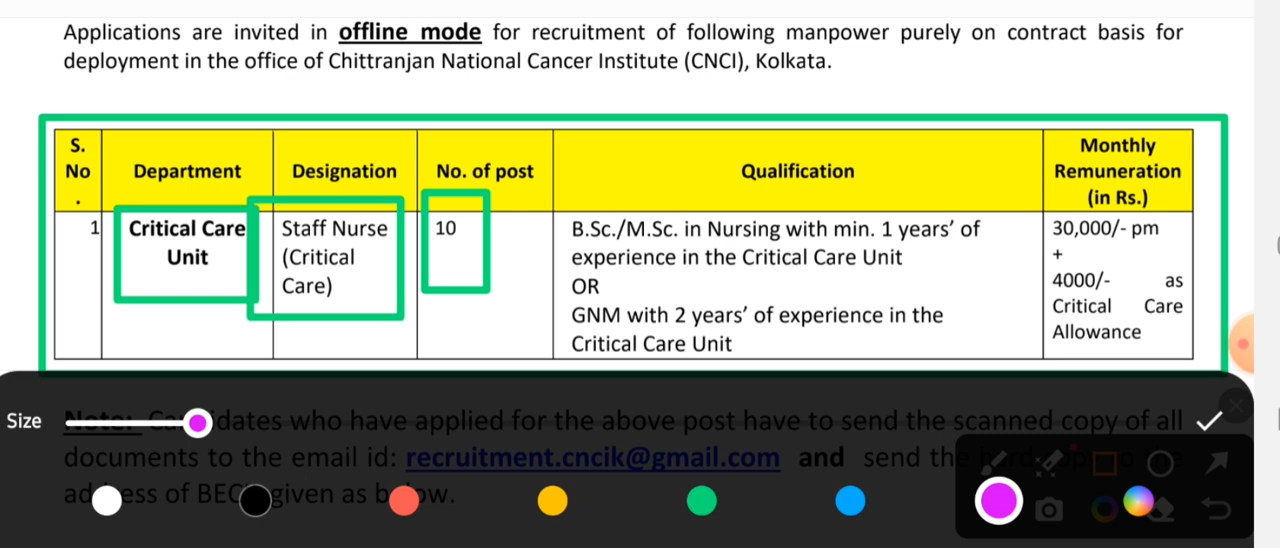 Applications are invited in offline mode for recruitment of following manpower purely on contract basis for
deployment in the office of Chittranjan National Cancer Institute (CNCI), Kolkata.
S.
No
.
Department
Designation
No. of post
Qualification
Monthly
Remuneration
(in Rs.)
1
Critical Care
Unit
Staff Nurse
(Critical
Care)
10
B.Sc./M.Sc. in Nursing with min. 1 years’ of
experience in the Critical Care Unit
OR
GNM with 2 years’ of experience in the
Critical Care Unit
30,000/- pm
+
4000/- as
Critical Care
Allowance
Size
Note: dates who have applied for the above post have to send the scanned copy of all
documents to the email id: recruitment.cncik@gmail.com and send the
of given as